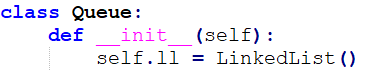 class Queue:
    def __init__(self):
        self.ll = LinkedList()